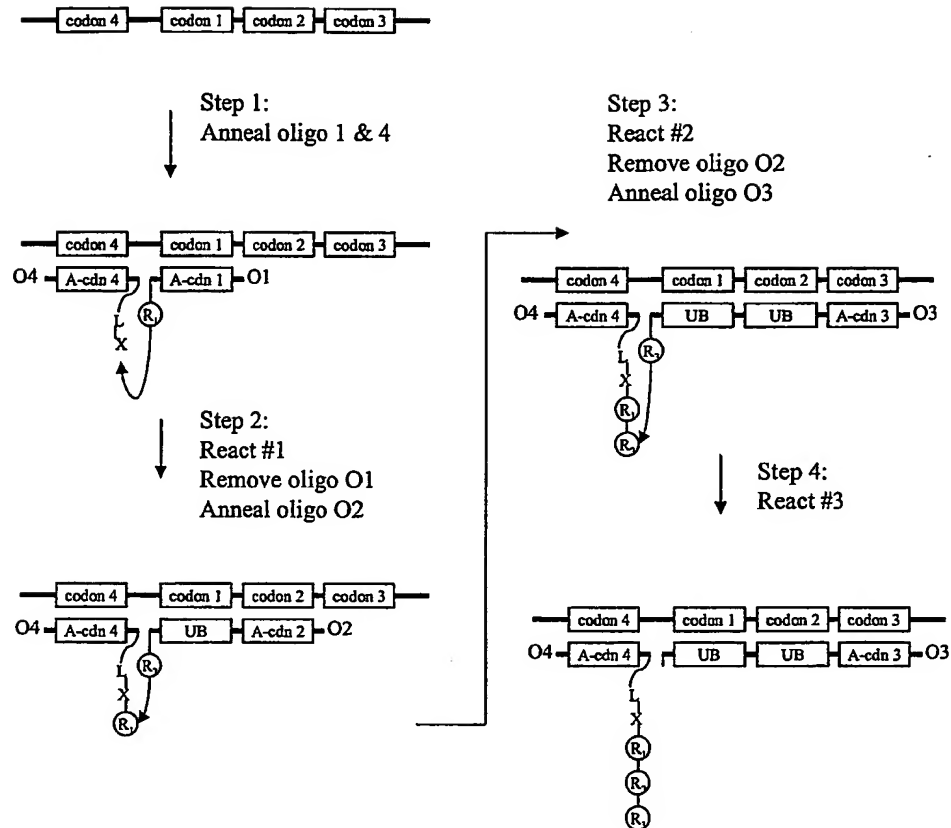 codon 4 codon 1 codon 2 codon 3
Step 1:
Anneal oligo 1 & 4
codon 4 codon 1 codon 2 codon 3
O4 A-cdn 4 A-cdn 1 O1
L R₁
X
Step 2:
React #1
Remove oligo O1
Anneal oligo O2
codon 4 codon 1 codon 2 codon 3
O4 A-cdn 4 UB A-cdn 2 O2
L R₂
X
R₁
Step 3:
React #2
Remove oligo O2
Anneal oligo O3
codon 4 codon 1 codon 2 codon 3
O4 A-cdn 4 UB UB A-cdn 3 O3
L R₃
X
R₁
R₂
Step 4:
React #3
codon 4 codon 1 codon 2 codon 3
O4 A-cdn 4 UB UB A-cdn 3 O3
L
X
R₁
R₂
R₃